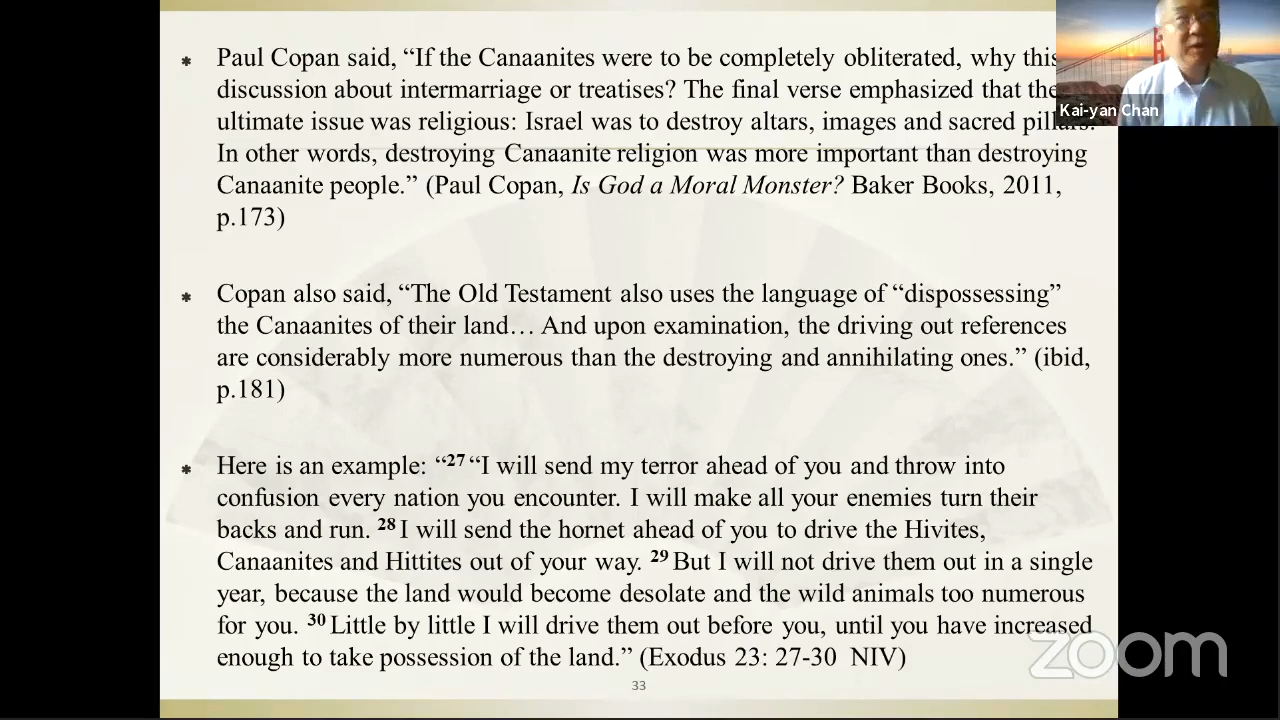 * Paul Copan said, “If the Canaanites were to be completely obliterated, why this
discussion about intermarriage or treatises? The final verse emphasized that the
ultimate issue was religious: Israel was to destroy altars, images and sacred pillars.
In other words, destroying Canaanite religion was more important than destroying
Canaanite people.” (Paul Copan, Is God a Moral Monster? Baker Books, 2011,
p.173)
* Copan also said, “The Old Testament also uses the language of “dispossessing”
the Canaanites of their land… And upon examination, the driving out references
are considerably more numerous than the destroying and annihilating ones.” (ibid,
p.181)
* Here is an example: “27 “I will send my terror ahead of you and throw into
confusion every nation you encounter. I will make all your enemies turn their
backs and run. 28 I will send the hornet ahead of you to drive the Hivites,
Canaanites and Hittites out of your way. 29 But I will not drive them out in a single
year, because the land would become desolate and the wild animals too numerous
for you. 30 Little by little I will drive them out before you, until you have increased
enough to take possession of the land.” (Exodus 23: 27-30 NIV)
33
Kai-yan Chan
zoom